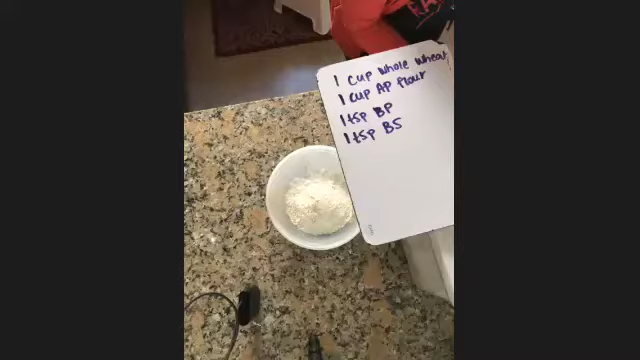 1 Cup Whole Wheat
1 Cup AP Flour
1 tsp BP
1 tsp BS